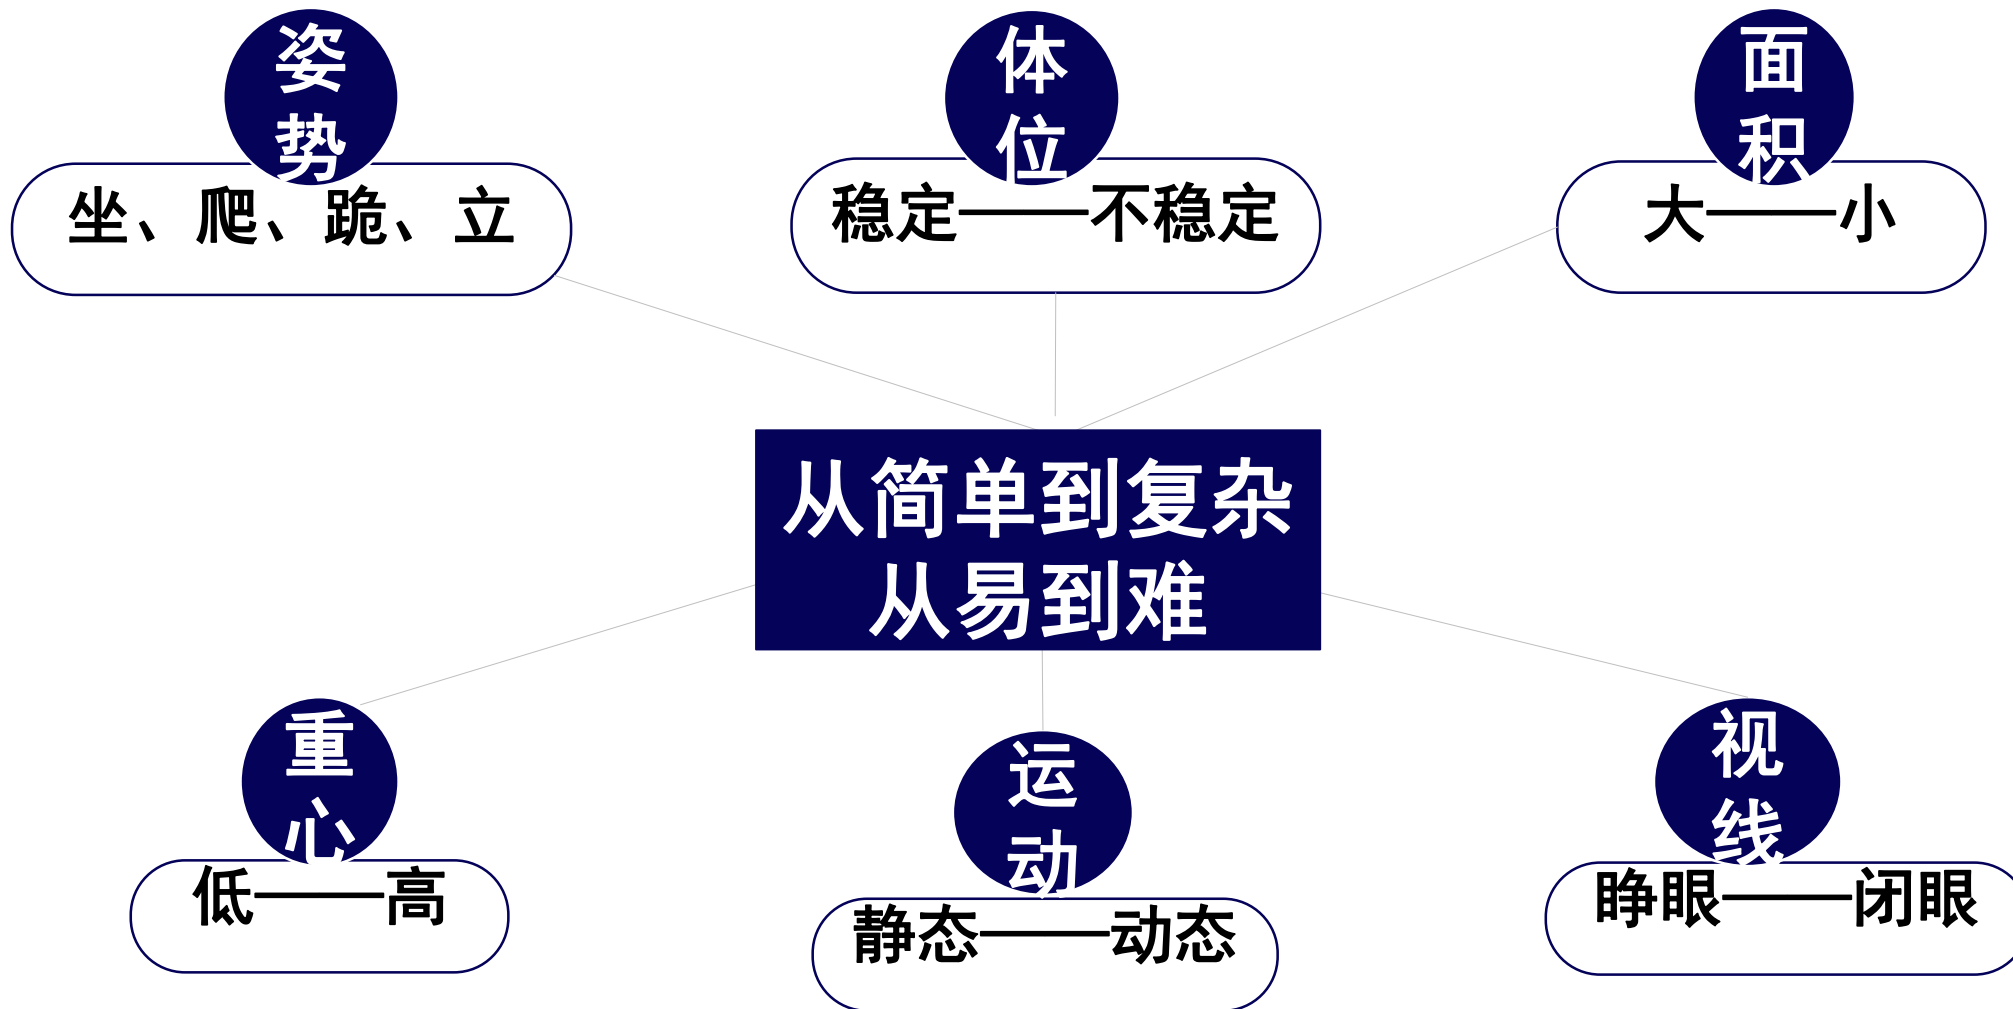 姿势
坐、爬、跪、立
体位
稳定——不稳定
面积
大——小
从简单到复杂
从易到难
重心
低——高
运动
静态——动态
视线
睁眼——闭眼